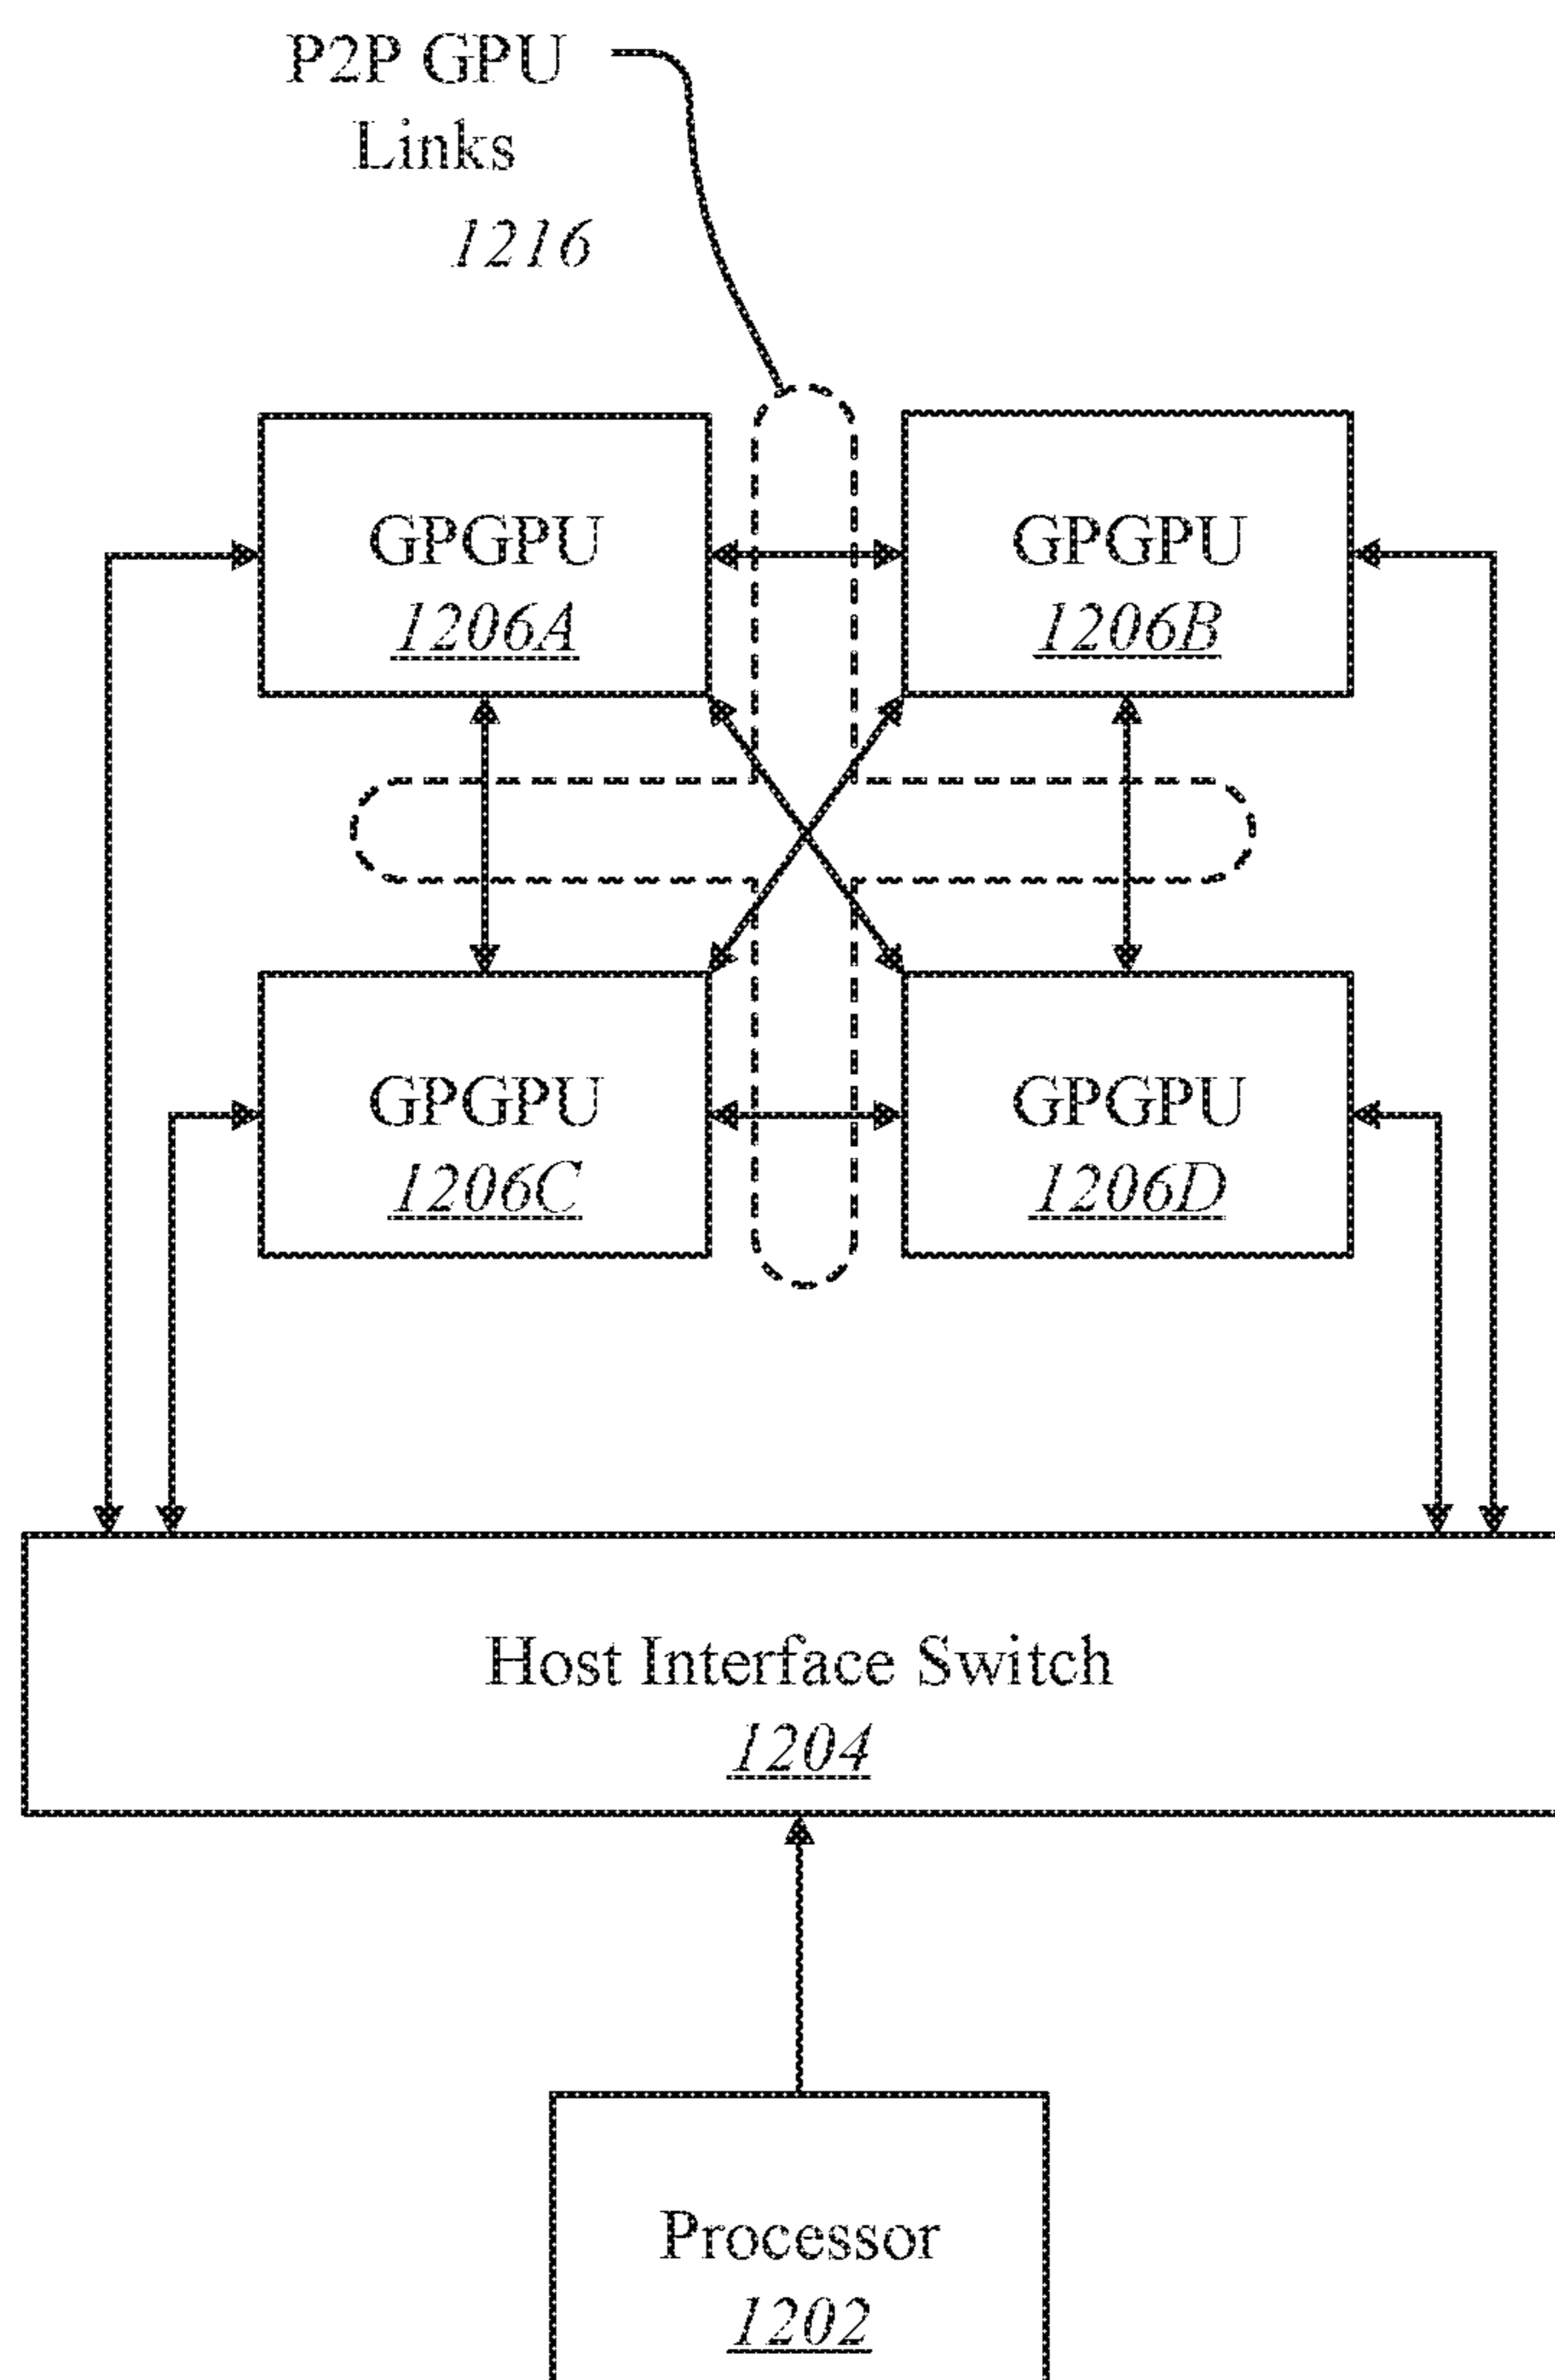 P2P GPU
Links
1216
GPGPU
1206A
GPGPU
1206B
GPGPU
1206C
GPGPU
1206D
Host Interface Switch
1204
Processor
1202